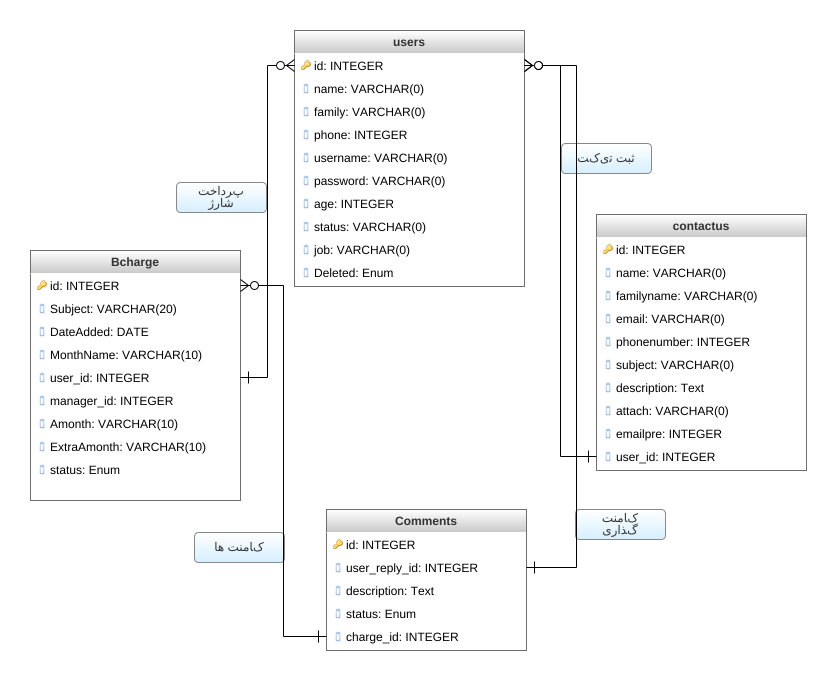 users
id: INTEGER
name: VARCHAR(0)
family: VARCHAR(0)
phone: INTEGER
username: VARCHAR(0)
password: VARCHAR(0)
age: INTEGER
status: VARCHAR(0)
job: VARCHAR(0)
Deleted: Enum
ثبت تیکت
پرداخت
شارژ
contactus
id: INTEGER
name: VARCHAR(0)
familyname: VARCHAR(0)
email: VARCHAR(0)
phonenumber: INTEGER
subject: VARCHAR(0)
description: Text
attach: VARCHAR(0)
emailpre: INTEGER
user_id: INTEGER
Bcharge
id: INTEGER
Subject: VARCHAR(20)
DateAdded: DATE
MonthName: VARCHAR(10)
user_id: INTEGER
manager_id: INTEGER
Amonth: VARCHAR(10)
ExtraAmonth: VARCHAR(10)
status: Enum
کامنت
گذاری
کامنت ها
Comments
id: INTEGER
user_reply_id: INTEGER
description: Text
status: Enum
charge_id: INTEGER